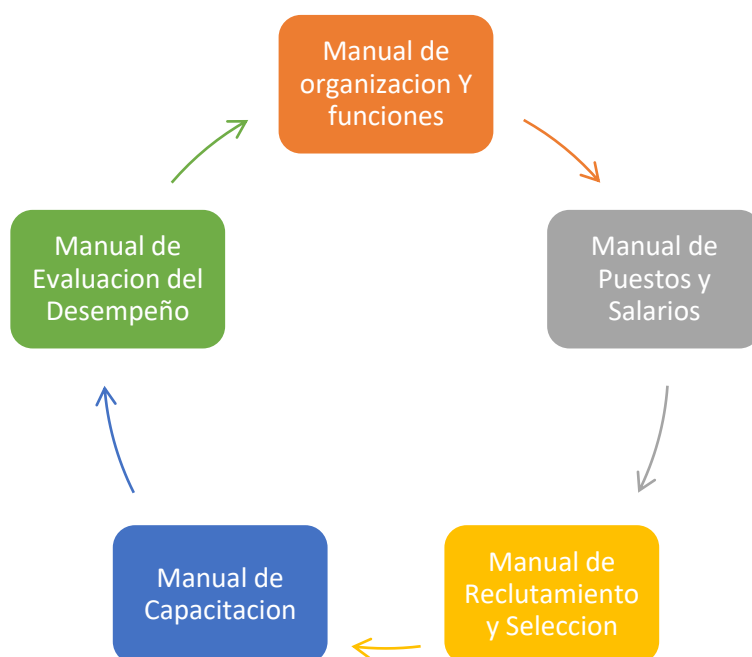 Manual de
organizacion Y
funciones
Manual de
Puestos y
Salarios
Manual de
Reclutamiento
y Seleccion
Manual de
Capacitacion
Manual de
Evaluacion del
Desempeño